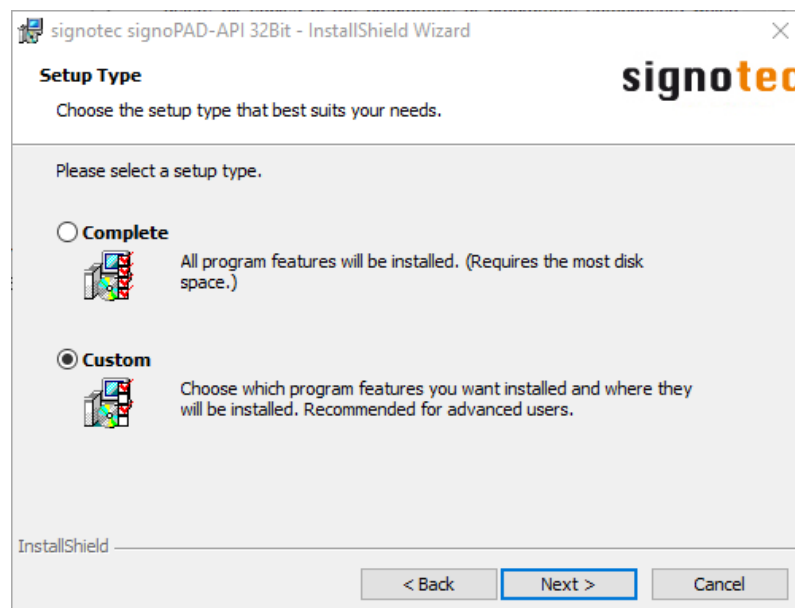 signotec signoPAD-API 32Bit - InstallShield Wizard
Setup Type
signotec
Choose the setup type that best suits your needs.
Please select a setup type.
Complete
All program features will be installed. (Requires the most disk
space.)
Custom
Choose which program features you want installed and where they
will be installed. Recommended for advanced users.
InstallShield
< Back Next > Cancel